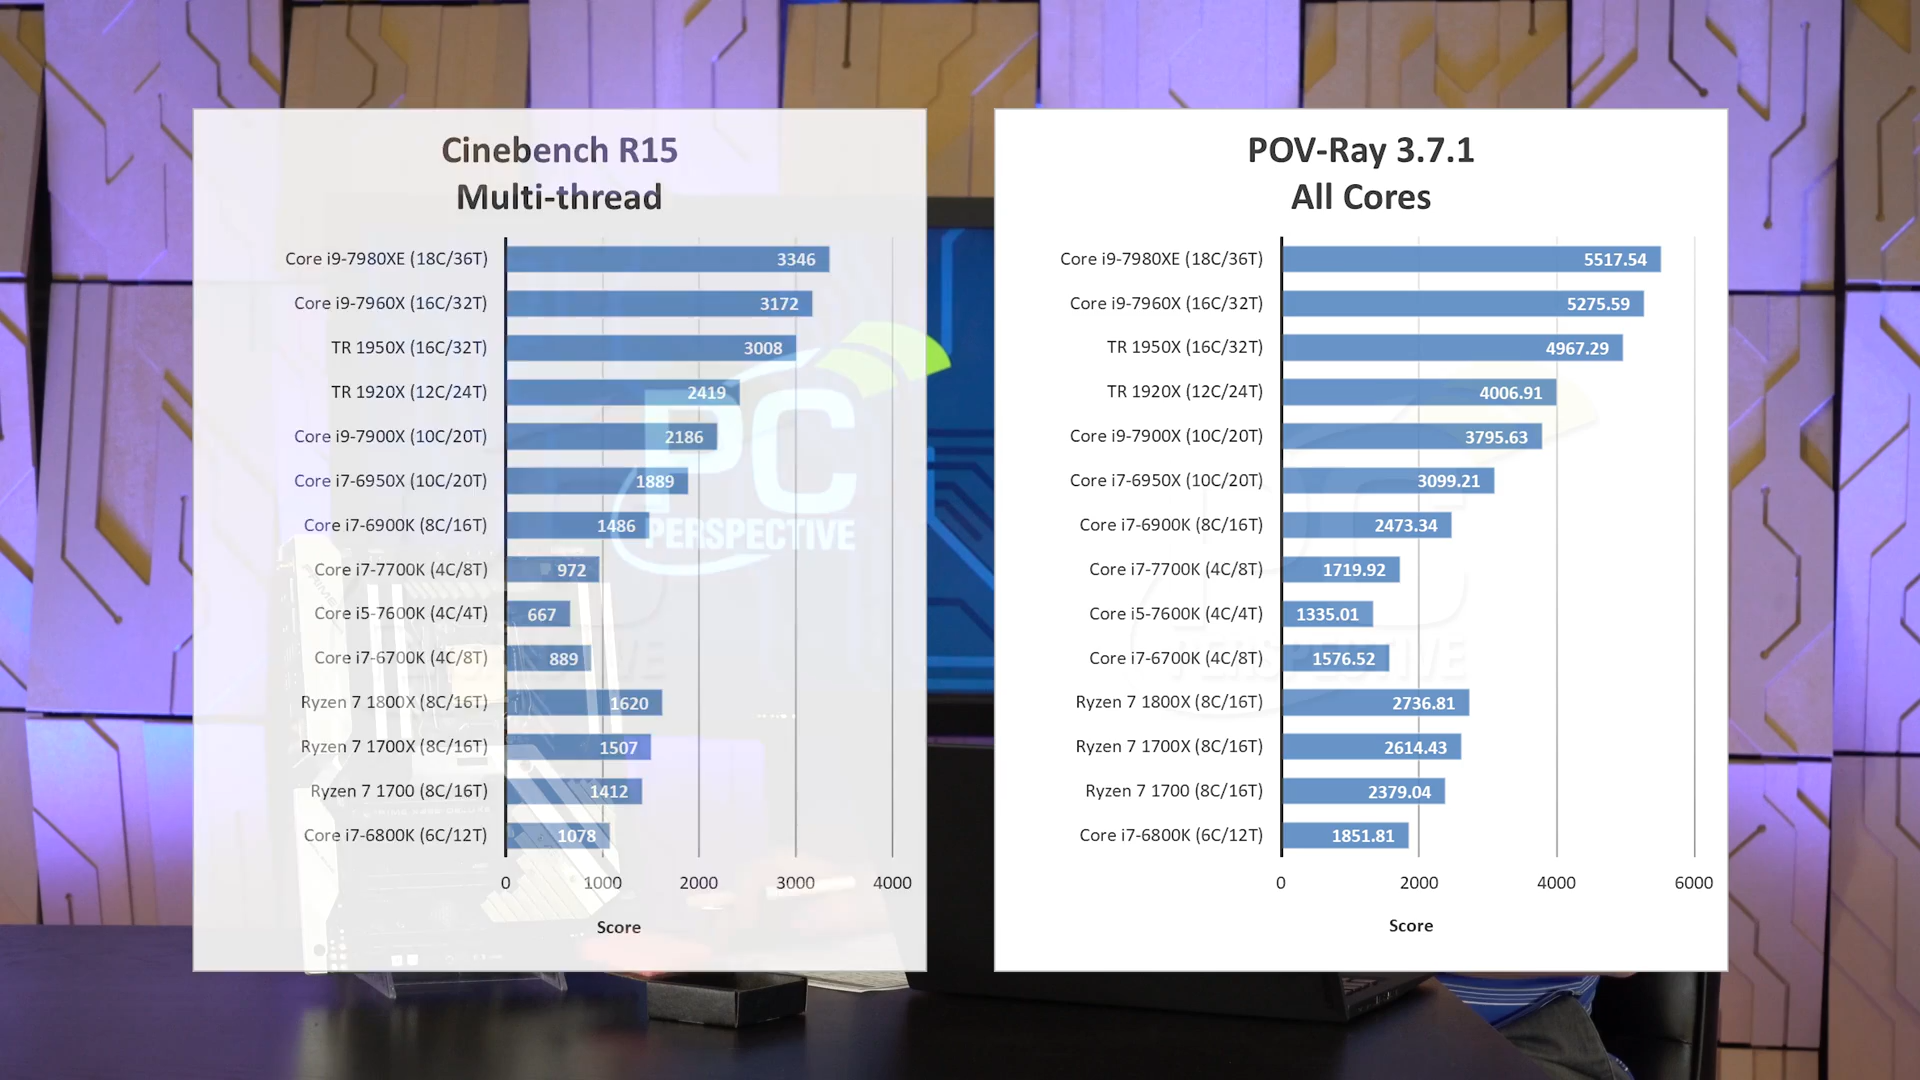 Cinebench R15
Multi-thread
Core i9-7980XE (18C/36T) 3346
Core i9-7960X (16C/32T) 3172
TR 1950X (16C/32T) 3008
TR 1920X (12C/24T) 2419
Core i9-7900X (10C/20T) 2186
Core i7-6950X (10C/20T) 1889
Core i7-6900K (8C/16T) 1486
Core i7-7700K (4C/8T) 972
Core i5-7600K (4C/4T) 667
Core i7-6700K (4C/8T) 889
Ryzen 7 1800X (8C/16T) 1620
Ryzen 7 1700X (8C/16T) 1507
Ryzen 7 1700 (8C/16T) 1412
Core i7-6800K (6C/12T) 1078
0 1000 2000 3000 4000
Score
PC
PERSPECTIVE
POV-Ray 3.7.1
All Cores
Core i9-7980XE (18C/36T) 5517.54
Core i9-7960X (16C/32T) 5275.59
TR 1950X (16C/32T) 4967.29
TR 1920X (12C/24T) 4006.91
Core i9-7900X (10C/20T) 3795.63
Core i7-6950X (10C/20T) 3099.21
Core i7-6900K (8C/16T) 2473.34
Core i7-7700K (4C/8T) 1719.92
Core i5-7600K (4C/4T) 1335.01
Core i7-6700K (4C/8T) 1576.52
Ryzen 7 1800X (8C/16T) 2736.81
Ryzen 7 1700X (8C/16T) 2614.43
Ryzen 7 1700 (8C/16T) 2379.04
Core i7-6800K (6C/12T) 1851.81
0 2000 4000 6000
Score
PC
PERSPECTIVE